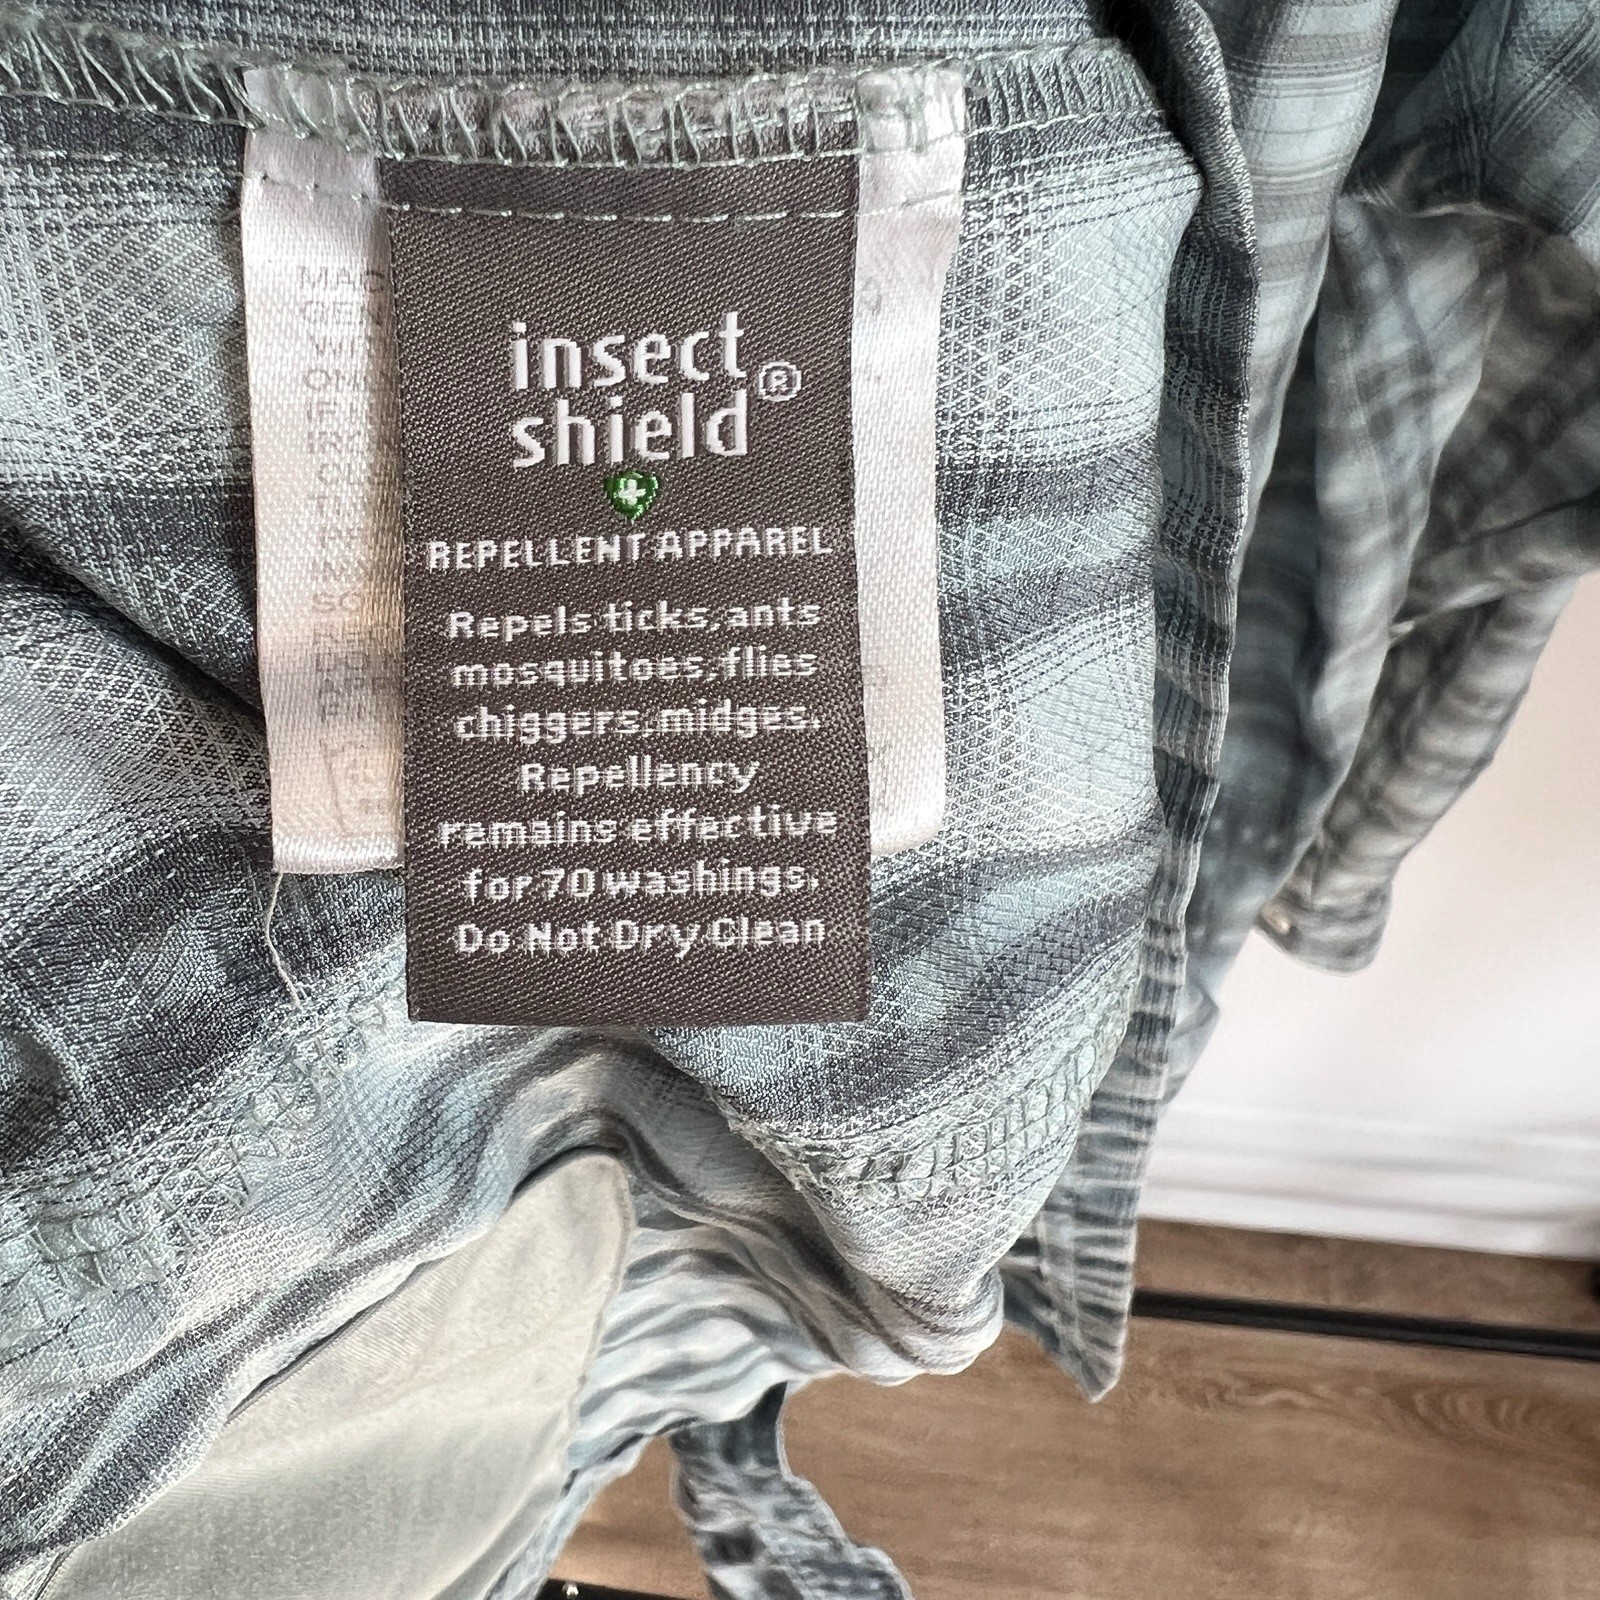 insect
shield®
REPELLENT APPAREL
Repels ticks, ants
mosquitoes, flies
chiggers, midges.
Repellency
remains effective
for 70 washings.
Do Not Dry Clean